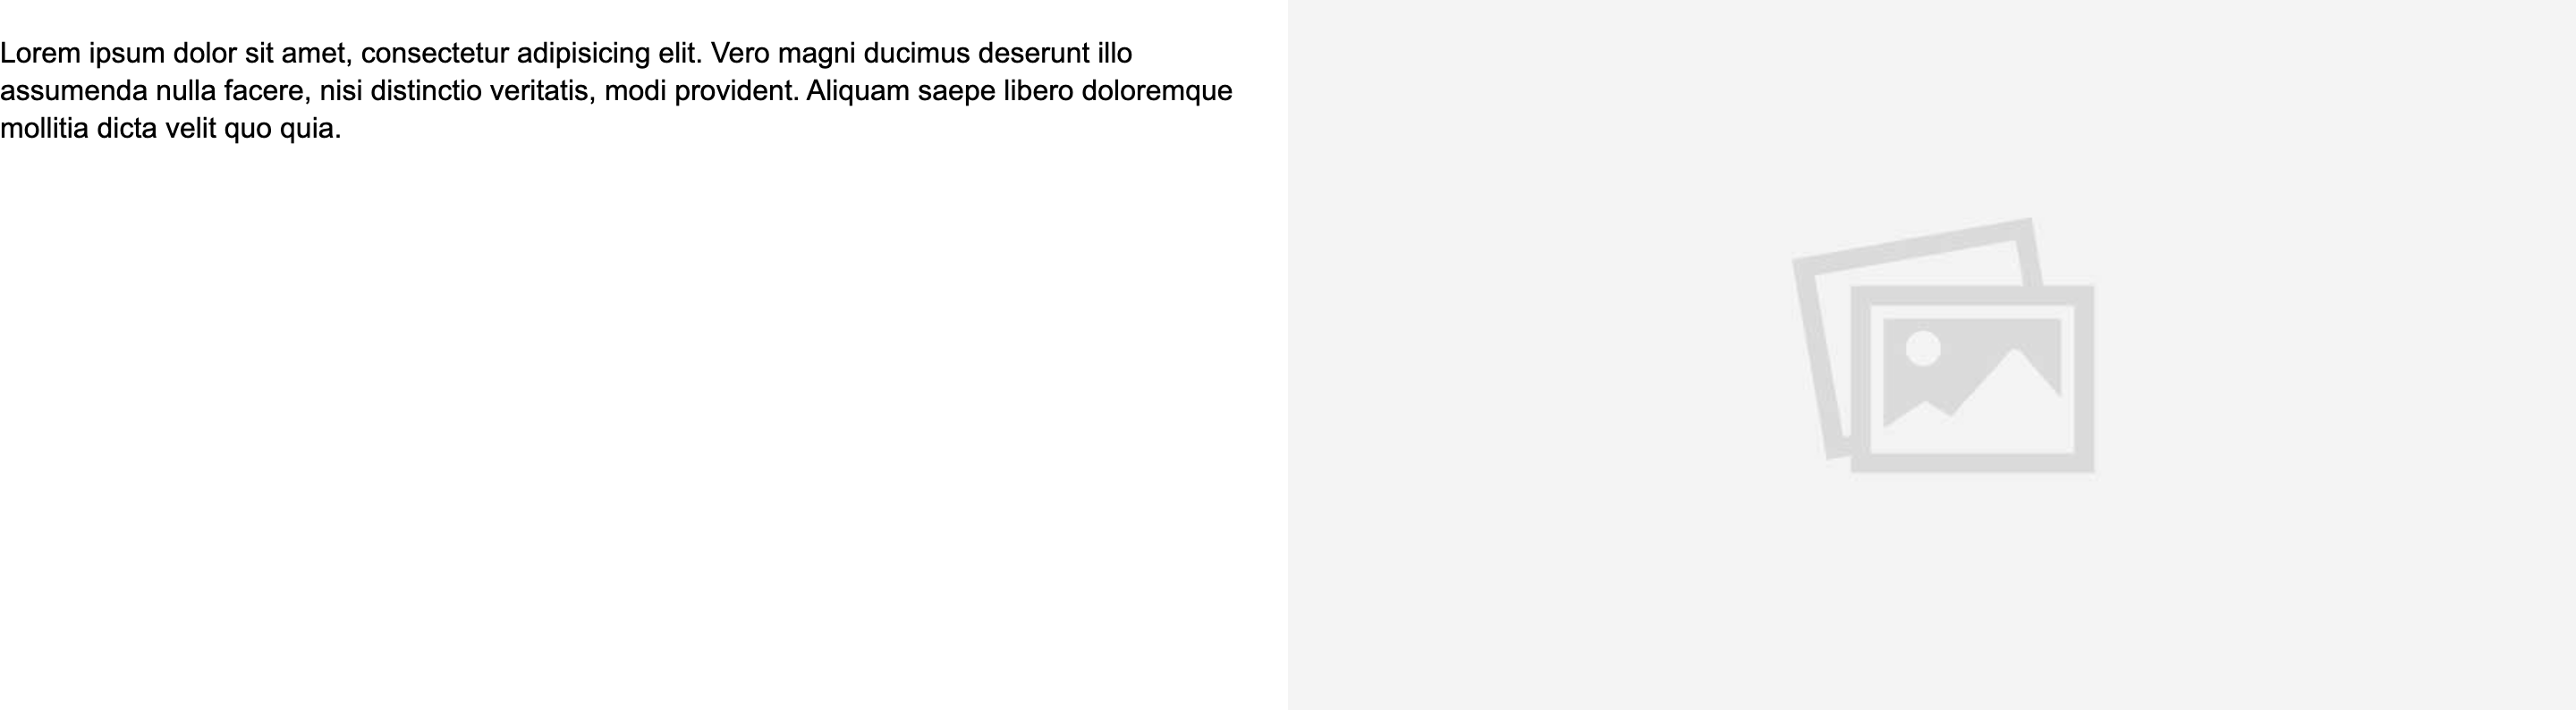 Lorem ipsum dolor sit amet, consectetur adipisicing elit. Vero magni ducimus deserunt illo
assumenda nulla facere, nisi distinctio veritatis, modi provident. Aliquam saepe libero doloremque
mollitia dicta velit quo quia.